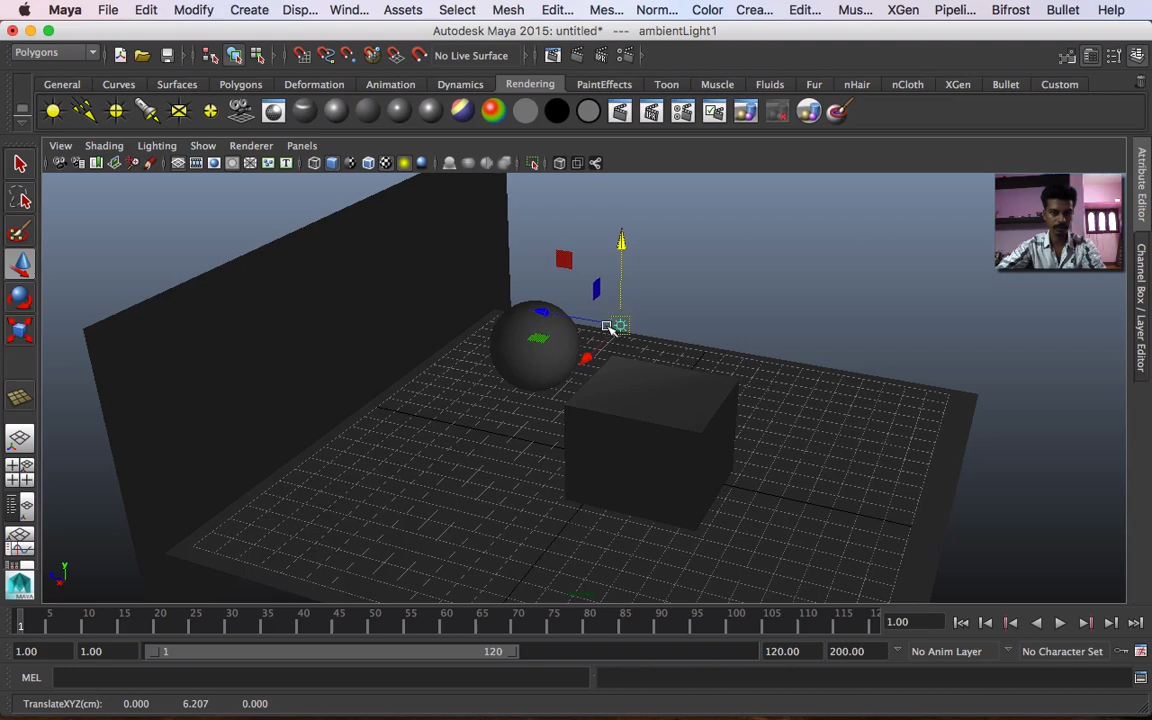 Maya File Edit Modify Create Disp... Wind... Assets Select Mesh Edit... Mes... Norm... Color Crea... Edit... Mus... XGen Pipeli... Bifrost Bullet Help
Autodesk Maya 2015: untitled* --- ambientLight1
Polygons No Live Surface
General Curves Surfaces Polygons Deformation Animation Dynamics Rendering PaintEffects Toon Muscle Fluids Fur nHair nCloth XGen Bullet Custom
View Shading Lighting Show Renderer Panels
Attribute Editor
Channel Box / Layer Editor
y
MAYA
5 10 15 20 25 30 35 40 45 50 55 60 65 70 75 80 85 90 95 100 105 110 115 12
1
1.00
1.00 1.00 1 120 120.00 200.00 No Anim Layer No Character Set
MEL
TranslateXYZ(cm): 0.000 6.207 0.000